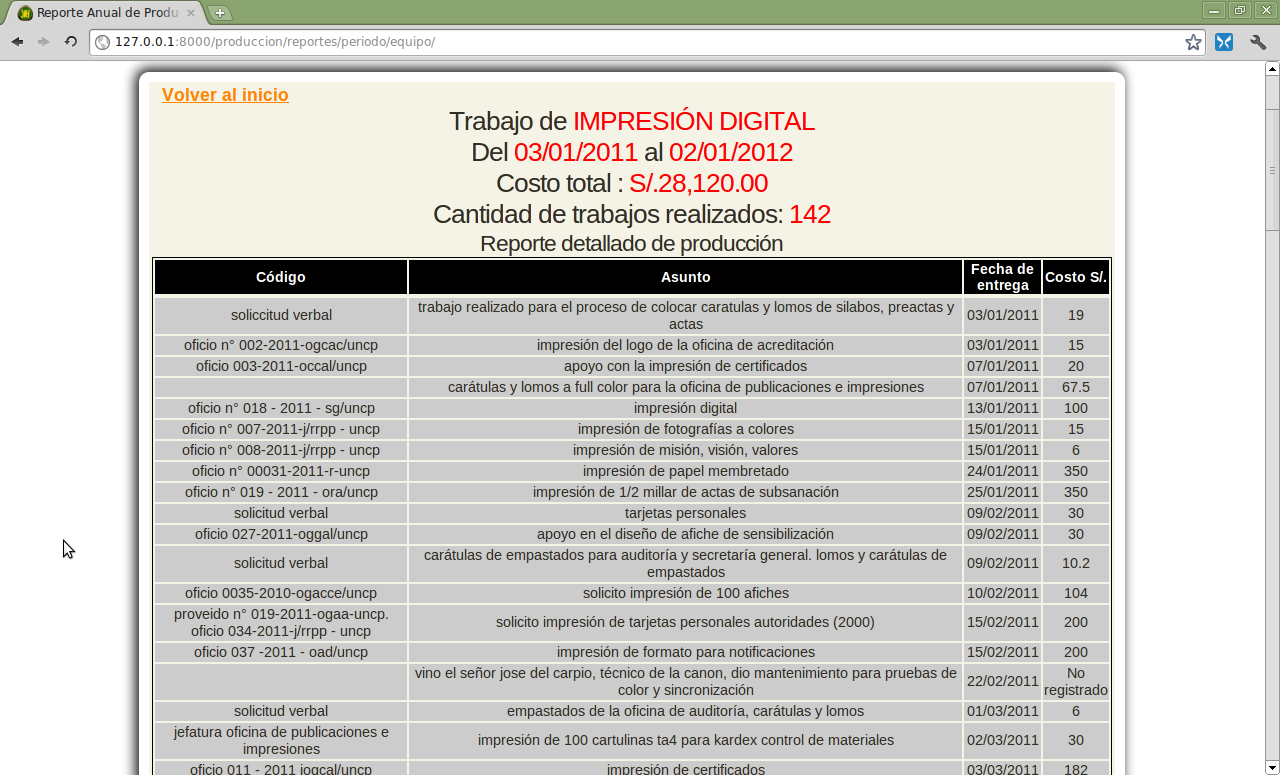 Reporte Anual de Produ
127.0.0.1:8000/produccion/reportes/periodo/equipo/
Volver al inicio
Trabajo de IMPRESIÓN DIGITAL
Del 03/01/2011 al 02/01/2012
Costo total : S/.28,120.00
Cantidad de trabajos realizados: 142
Reporte detallado de producción
Código Asunto Fecha de entrega Costo S/.
soliccitud verbal trabajo realizado para el proceso de colocar caratulas y lomos de silabos, preactas y actas 03/01/2011 19
oficio n° 002-2011-ogcac/uncp impresión del logo de la oficina de acreditación 03/01/2011 15
oficio 003-2011-occal/uncp apoyo con la impresión de certificados 07/01/2011 20
carátulas y lomos a full color para la oficina de publicaciones e impresiones 07/01/2011 67.5
oficio n° 018 - 2011 - sg/uncp impresión digital 13/01/2011 100
oficio n° 007-2011-j/rrpp - uncp impresión de fotografías a colores 15/01/2011 15
oficio n° 008-2011-j/rrpp - uncp impresión de misión, visión, valores 15/01/2011 6
oficio n° 00031-2011-r-uncp impresión de papel membretado 24/01/2011 350
oficio n° 019 - 2011 - ora/uncp impresión de 1/2 millar de actas de subsanación 25/01/2011 350
solicitud verbal tarjetas personales 09/02/2011 30
oficio 027-2011-oggal/uncp apoyo en el diseño de afiche de sensibilización 09/02/2011 30
solicitud verbal carátulas de empastados para auditoría y secretaría general. lomos y carátulas de empastados 09/02/2011 10.2
oficio 0035-2010-ogacce/uncp solicito impresión de 100 afiches 10/02/2011 104
proveido n° 019-2011-ogaa-uncp. oficio 034-2011-j/rrpp - uncp solicito impresión de tarjetas personales autoridades (2000) 15/02/2011 200
oficio 037 -2011 - oad/uncp impresión de formato para notificaciones 15/02/2011 200
vino el señor jose del carpio, técnico de la canon, dio mantenimiento para pruebas de color y sincronización 22/02/2011 No registrado
solicitud verbal empastados de la oficina de auditoría, carátulas y lomos 01/03/2011 6
jefatura oficina de publicaciones e impresiones impresión de 100 cartulinas ta4 para kardex control de materiales 02/03/2011 30
oficio 011 - 2011 iogcal/uncp impresión de certificados 03/03/2011 182